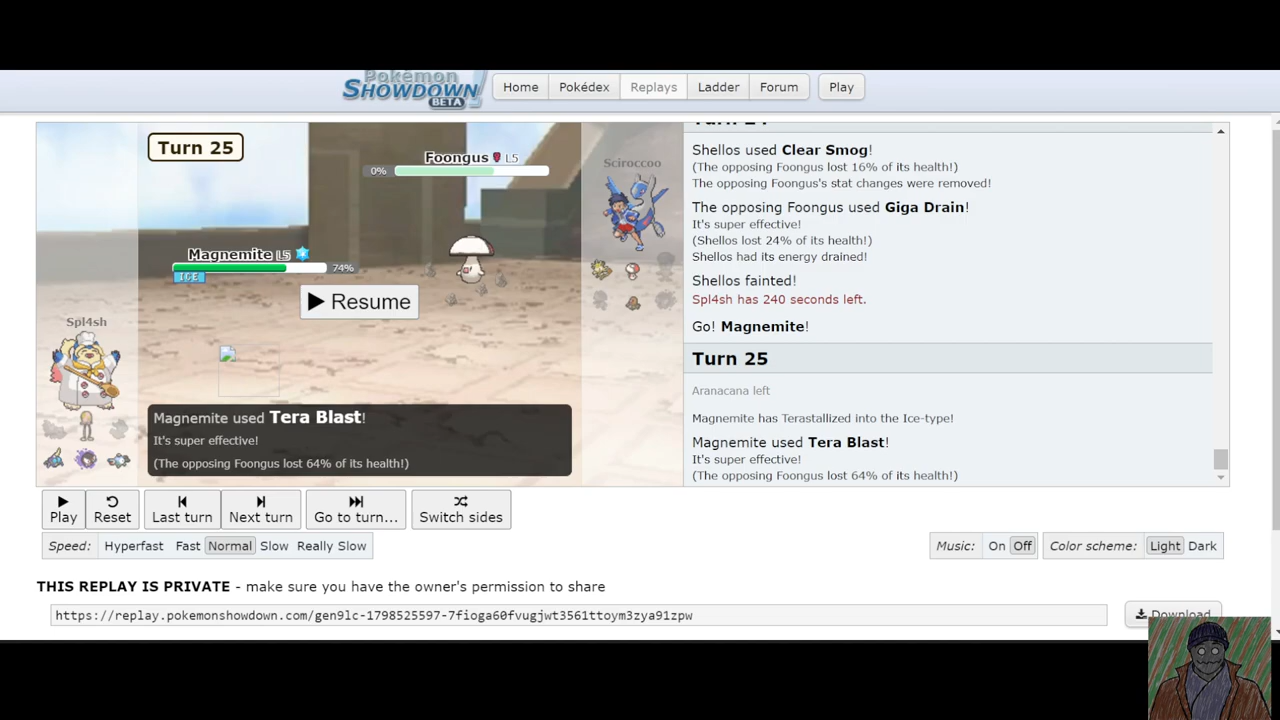 Pokémon
SHOWDOWN
BETA
Home
Pokédex
Replays
Ladder
Forum
Play
Turn 25
Foongus L5
0%
Magnemite L5
74%
ICE
Resume
Spl4sh
Sciroccoo
Magnemite used Tera Blast!
It's super effective!
(The opposing Foongus lost 64% of its health!)
Shellos used Clear Smog!
(The opposing Foongus lost 16% of its health!)
The opposing Foongus's stat changes were removed!
The opposing Foongus used Giga Drain!
It's super effective!
(Shellos lost 24% of its health!)
Shellos had its energy drained!
Shellos fainted!
Spl4sh has 240 seconds left.
Go! Magnemite!
Turn 25
Aranacana left
Magnemite has Terastallized into the Ice-type!
Magnemite used Tera Blast!
It's super effective!
(The opposing Foongus lost 64% of its health!)
Play
Reset
Last turn
Next turn
Go to turn...
Switch sides
Speed: Hyperfast Fast Normal Slow Really Slow
Music: On Off
Color scheme: Light Dark
THIS REPLAY IS PRIVATE - make sure you have the owner's permission to share
https://replay.pokemonshowdown.com/gen9lc-1798525597-7fioga60fvugjwt3561ttoym3zya91zpw
Download